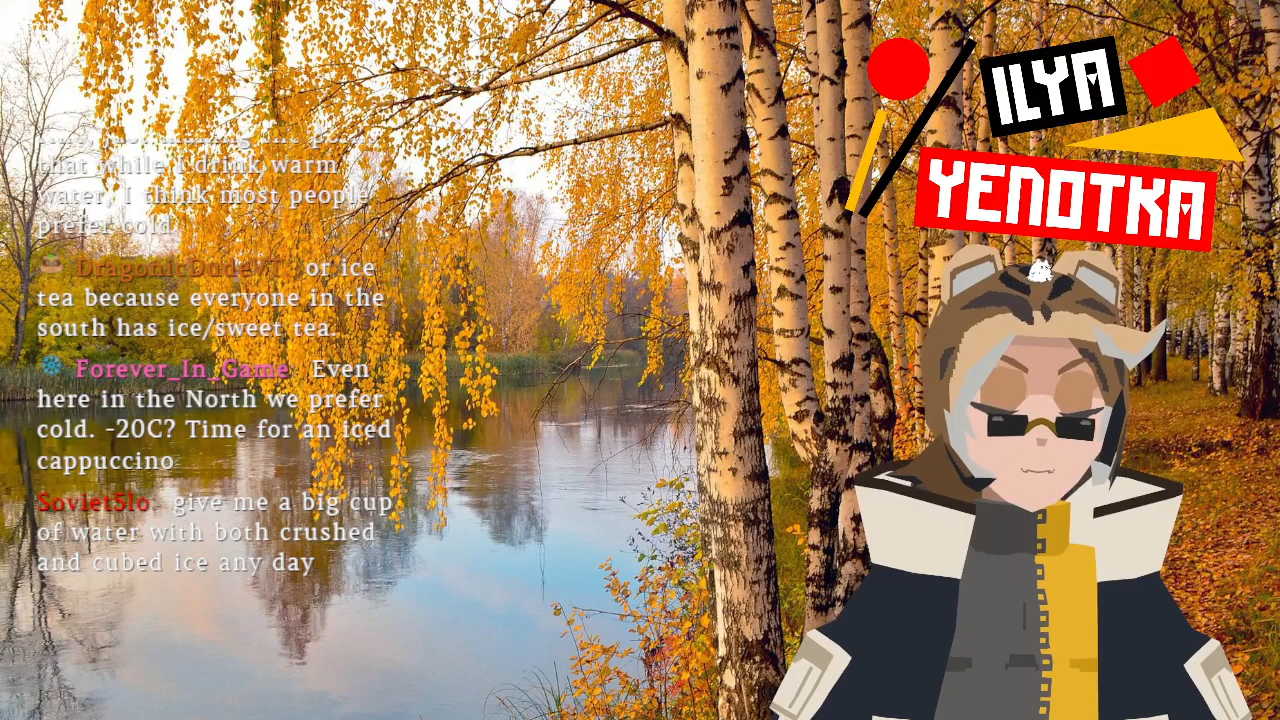 that while I drink warm
water, I think most people
prefer cold
DragonicDudeVT: or ice
tea because everyone in the
south has ice/sweet tea.
Forever_In_Game: Even
here in the North we prefer
cold. -20C? Time for an iced
cappuccino
Soviet5lo: give me a big cup
of water with both crushed
and cubed ice any day
ILYA
YENOTKA